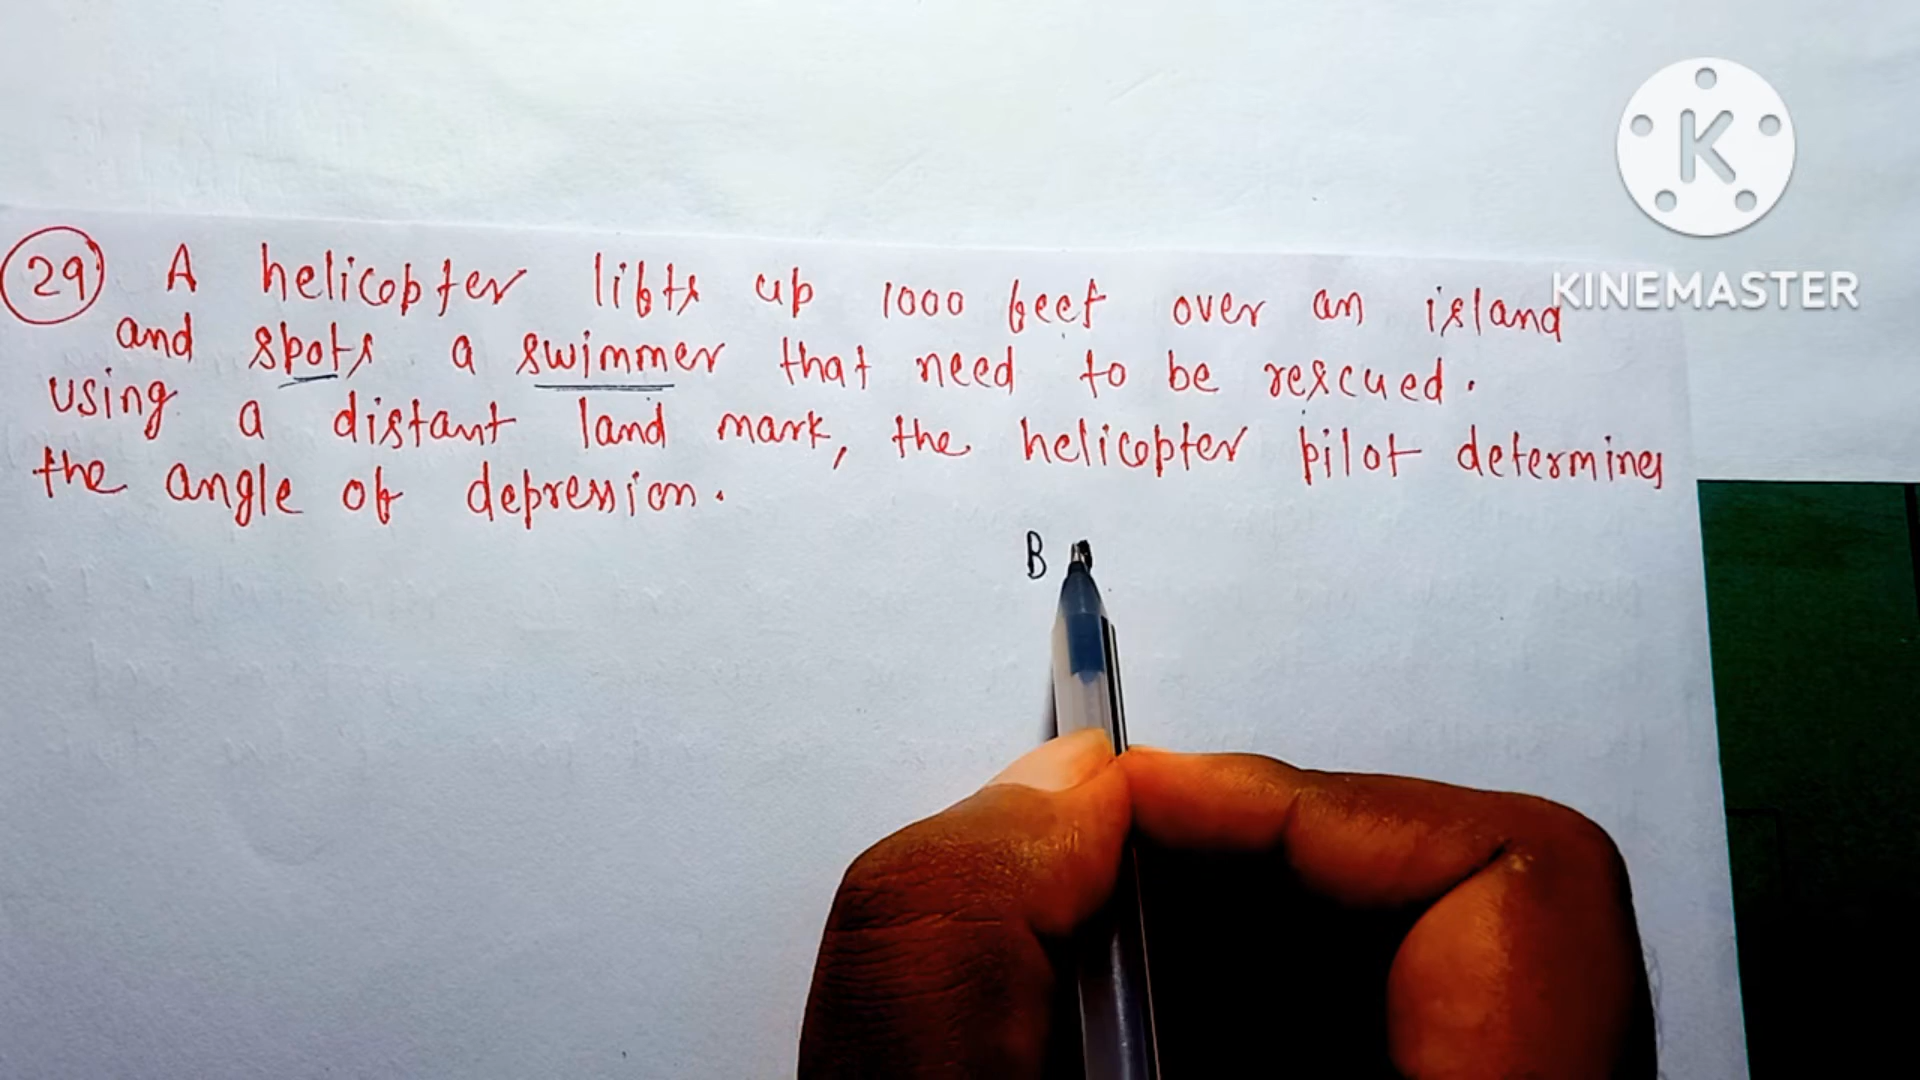 29 A helicopter lifts up 1000 feet over an island
and spots a swimmer that need to be rescued.
using a distant land mark, the helicopter pilot determines
the angle of depression.
B
K
KINEMASTER